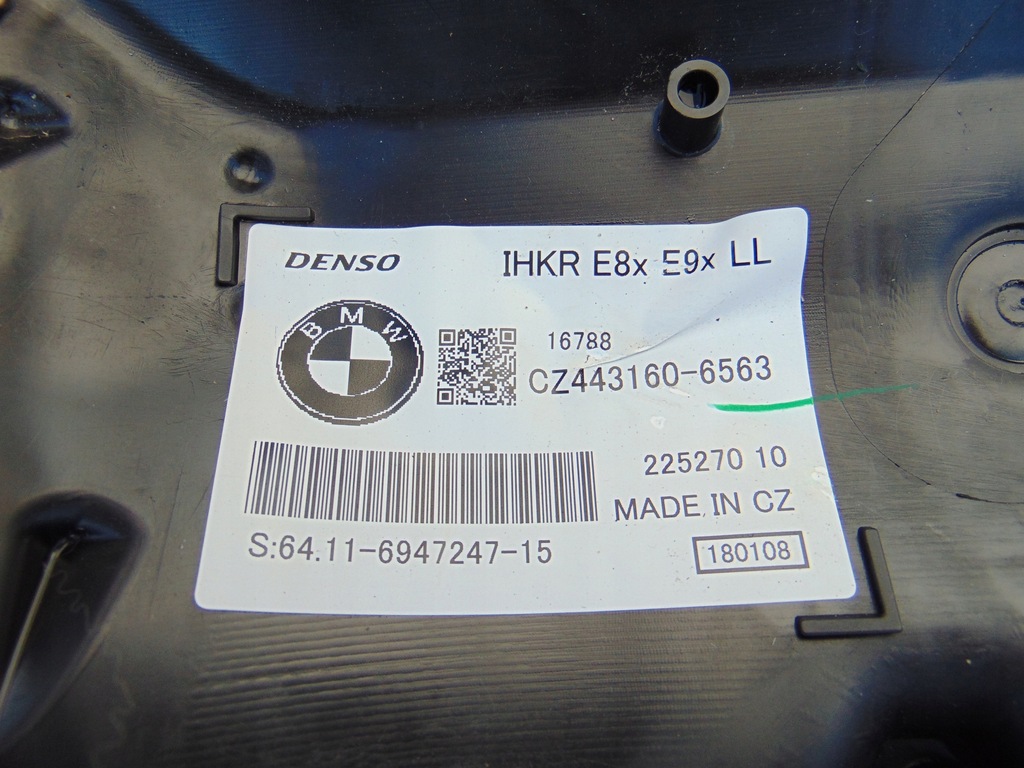 DENSO
IHKR E8x E9x LL
BMW
16788
CZ443160-6563
225270 10
MADE IN CZ
S:64.11-6947247-15
180108